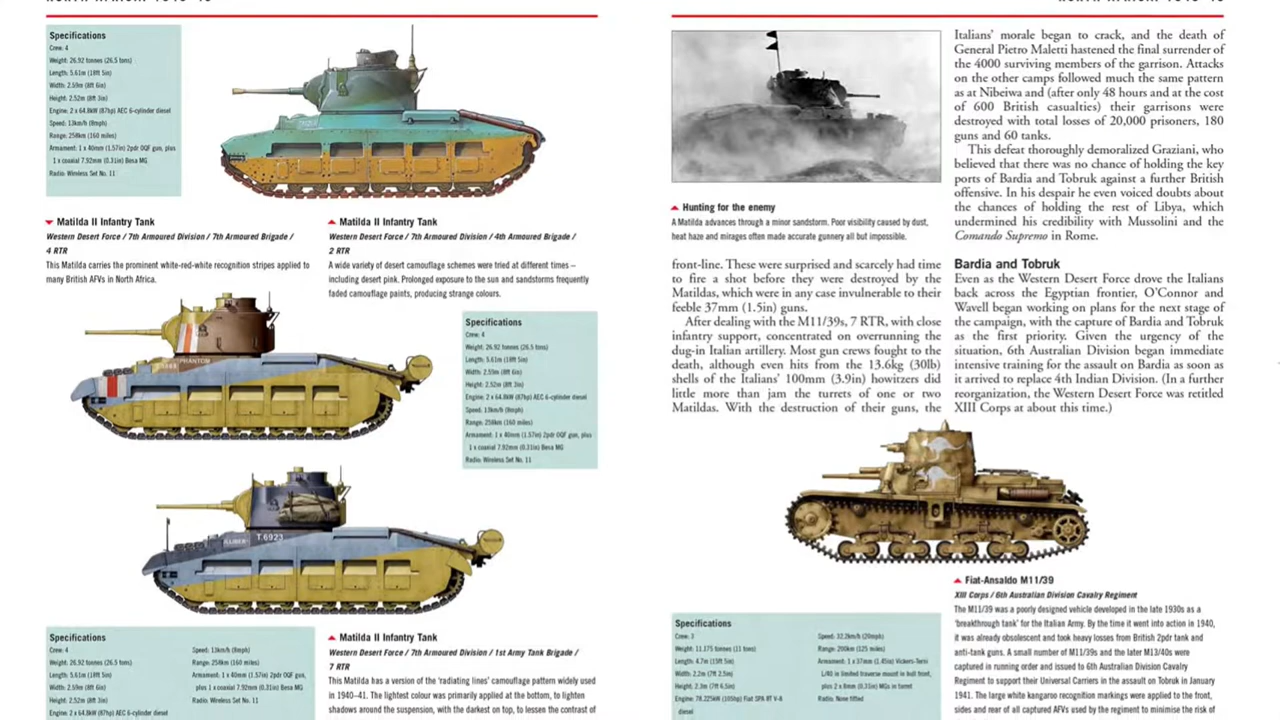 Specifications
Crew: 4
Weight: 26.92 tonnes (26.5 tons)
Length: 5.61m (18ft 5in)
Width: 2.59m (8ft 6in)
Height: 2.52m (8ft 3in)
Engine: 2 x 64.8kW (87hp) AEC 6-cylinder diesel
Speed: 13km/h (8mph)
Range: 258km (160 miles)
Armament: 1 x 40mm (1.57in) 2pdr OQF gun, plus
1 x coaxial 7.92mm (0.31in) Besa MG
Radio: Wireless Set No. 11
Matilda II Infantry Tank
Western Desert Force / 7th Armoured Division / 7th Armoured Brigade /
4 RTR
This Matilda carries the prominent white-red-white recognition stripes applied to
many British AFVs in North Africa.
Matilda II Infantry Tank
Western Desert Force / 7th Armoured Division / 4th Armoured Brigade /
2 RTR
A wide variety of desert camouflage schemes were tried at different times –
including desert pink. Prolonged exposure to the sun and sandstorms frequently
faded camouflage paints, producing strange colours.
PHANTOM
Specifications
Crew: 4
Weight: 26.92 tonnes (26.5 tons)
Length: 5.61m (18ft 5in)
Width: 2.59m (8ft 6in)
Height: 2.52m (8ft 3in)
Engine: 2 x 64.8kW (87hp) AEC 6-cylinder diesel
Speed: 13km/h (8mph)
Range: 258km (160 miles)
Armament: 1 x 40mm (1.57in) 2pdr OQF gun, plus
1 x coaxial 7.92mm (0.31in) Besa MG
Radio: Wireless Set No. 11
T.6923
Specifications
Crew: 4
Weight: 26.92 tonnes (26.5 tons)
Length: 5.61m (18ft 5in)
Width: 2.59m (8ft 6in)
Height: 2.52m (8ft 3in)
Engine: 2 x 64.8kW (87hp) AEC 6-cylinder diesel
Speed: 13km/h (8mph)
Range: 258km (160 miles)
Armament: 1 x 40mm (1.57in) 2pdr OQF gun,
plus 1 x coaxial 7.92mm (0.31in) Besa MG
Radio: Wireless Set No. 11
Matilda II Infantry Tank
Western Desert Force / 7th Armoured Division / 1st Army Tank Brigade /
7 RTR
This Matilda has a version of the 'radiating lines' camouflage pattern widely used
in 1940–41. The lightest colour was primarily applied at the bottom, to lighten
shadows around the suspension, with the darkest on top, to lessen the contrast of
Hunting for the enemy
A Matilda advances through a minor sandstorm. Poor visibility caused by dust,
heat haze and mirages often made accurate gunnery all but impossible.
front-line. These were surprised and scarcely had time
to fire a shot before they were destroyed by the
Matildas, which were in any case invulnerable to their
feeble 37mm (1.5in) guns.
After dealing with the M11/39s, 7 RTR, with close
infantry support, concentrated on overrunning the
dug-in Italian artillery. Most gun crews fought to the
death, although even hits from the 13.6kg (30lb)
shells of the Italians' 100mm (3.9in) howitzers did
little more than jam the turrets of one or two
Matildas. With the destruction of their guns, the
Italians' morale began to crack, and the death of
General Pietro Maletti hastened the final surrender of
the 4000 surviving members of the garrison. Attacks
on the other camps followed much the same pattern
as at Nibeiwa and (after only 48 hours and at the cost
of 600 British casualties) their garrisons were
destroyed with total losses of 20,000 prisoners, 180
guns and 60 tanks.
This defeat thoroughly demoralized Graziani, who
believed that there was no chance of holding the key
ports of Bardia and Tobruk against a further British
offensive. In his despair he even voiced doubts about
the chances of holding the rest of Libya, which
undermined his credibility with Mussolini and the
Comando Supremo in Rome.
Bardia and Tobruk
Even as the Western Desert Force drove the Italians
back across the Egyptian frontier, O'Connor and
Wavell began working on plans for the next stage of
the campaign, with the capture of Bardia and Tobruk
as the first priority. Given the urgency of the
situation, 6th Australian Division began immediate
intensive training for the assault on Bardia as soon as
it arrived to replace 4th Indian Division. (In a further
reorganization, the Western Desert Force was retitled
XIII Corps at about this time.)
Specifications
Crew: 3
Weight: 11.175 tonnes (11 tons)
Length: 4.7m (15ft 5in)
Width: 2.2m (7ft 2.5in)
Height: 2.3m (7ft 6.5in)
Engine: 78.225kW (105hp) Fiat SPA 8T V-8
diesel
Speed: 32.2km/h (20mph)
Range: 200km (125 miles)
Armament: 1 x 37mm (1.45in) Vickers-Terni
L/40 in limited traverse mount in hull front,
plus 2 x 8mm (0.31in) MGs in turret
Radio: None fitted
Fiat-Ansaldo M11/39
XIII Corps / 6th Australian Division Cavalry Regiment
The M11/39 was a poorly designed vehicle developed in the late 1930s as a
'breakthrough tank' for the Italian Army. By the time it went into action in 1940,
it was already obsolescent and took heavy losses from British 2pdr tank and
anti-tank guns. A small number of M11/39s and the later M13/40s were
captured in running order and issued to 6th Australian Division Cavalry
Regiment to support their Universal Carriers in the assault on Tobruk in January
1941. The large white kangaroo recognition markings were applied to the front,
sides and rear of all captured AFVs used by the regiment to minimise the risk of